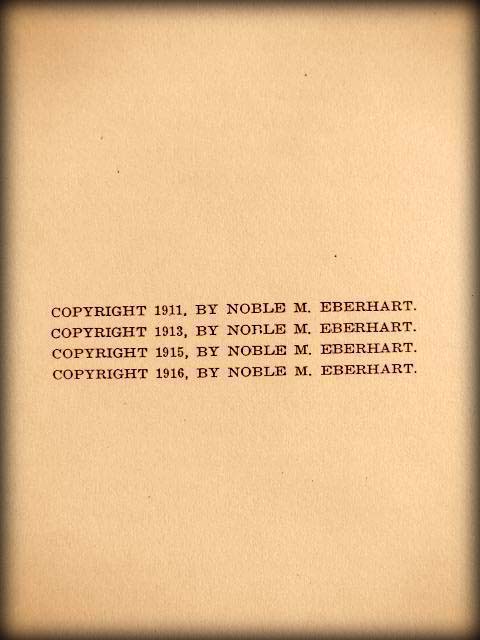 COPYRIGHT 1911, BY NOBLE M. EBERHART.
COPYRIGHT 1913, BY NOBLE M. EBERHART.
COPYRIGHT 1915, BY NOBLE M. EBERHART.
COPYRIGHT 1916, BY NOBLE M. EBERHART.